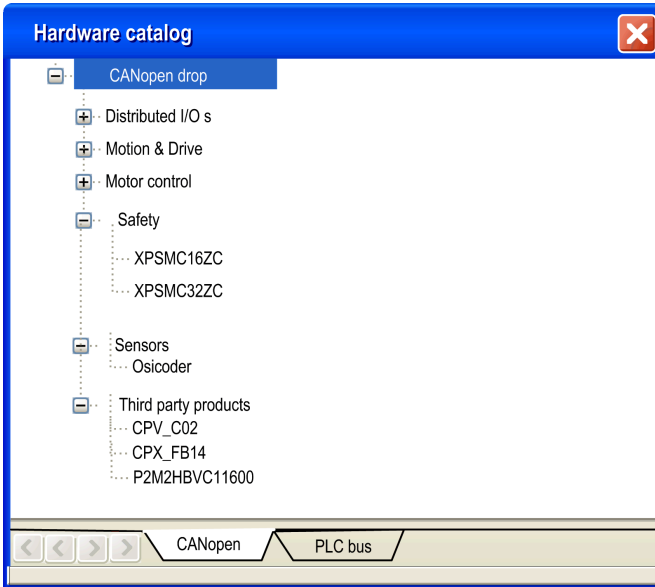 Hardware catalog
CANopen drop
Distributed I/O s
Motion & Drive
Motor control
Safety
XPSMC16ZC
XPSMC32ZC
Sensors
Osicoder
Third party products
CPV_C02
CPX_FB14
P2M2HBVC11600
CANopen PLC bus